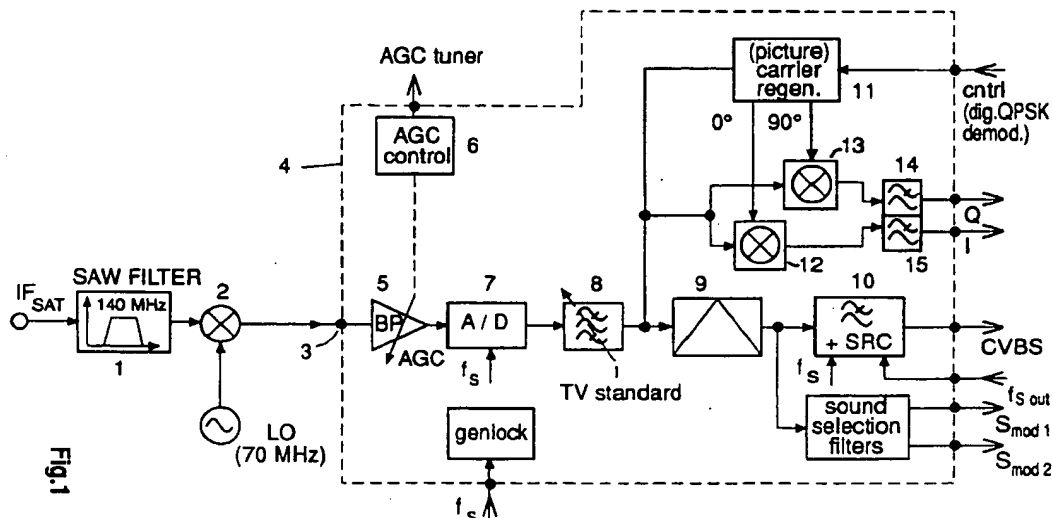 AGC tuner
AGC
control
6
4
(picture)
carrier
regen.
11
cntrl
(dig.QPSK
demod.)
0°
90°
13
12
14
15
Q
I
IF SAT
SAW FILTER
140 MHz
1
2
3
5
BP
AGC
7
A / D
f s
8
TV standard
9
10
+ SRC
f s
CVBS
f S out
sound
selection
filters
S mod 1
S mod 2
LO
(70 MHz)
genlock
f s
Fig.1